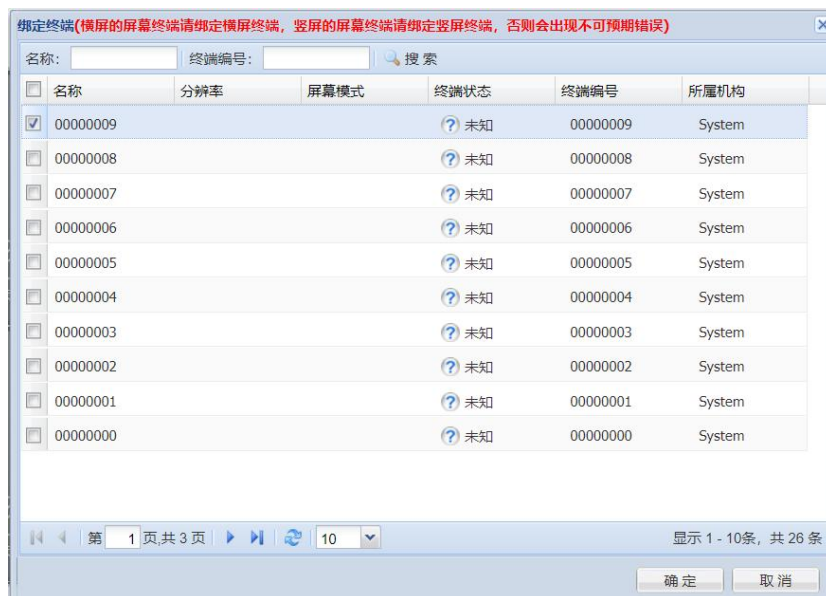 绑定终端(横屏的屏幕终端请绑定横屏终端，竖屏的屏幕终端请绑定竖屏终端，否则会出现不可预期错误)
名称: 终端编号: 搜 索
名称 分辨率 屏幕模式 终端状态 终端编号 所属机构
00000009 未知 00000009 System
00000008 未知 00000008 System
00000007 未知 00000007 System
00000006 未知 00000006 System
00000005 未知 00000005 System
00000004 未知 00000004 System
00000003 未知 00000003 System
00000002 未知 00000002 System
00000001 未知 00000001 System
00000000 未知 00000000 System
第 1 页,共 3 页 10 显示 1 - 10条，共 26 条
确 定 取 消